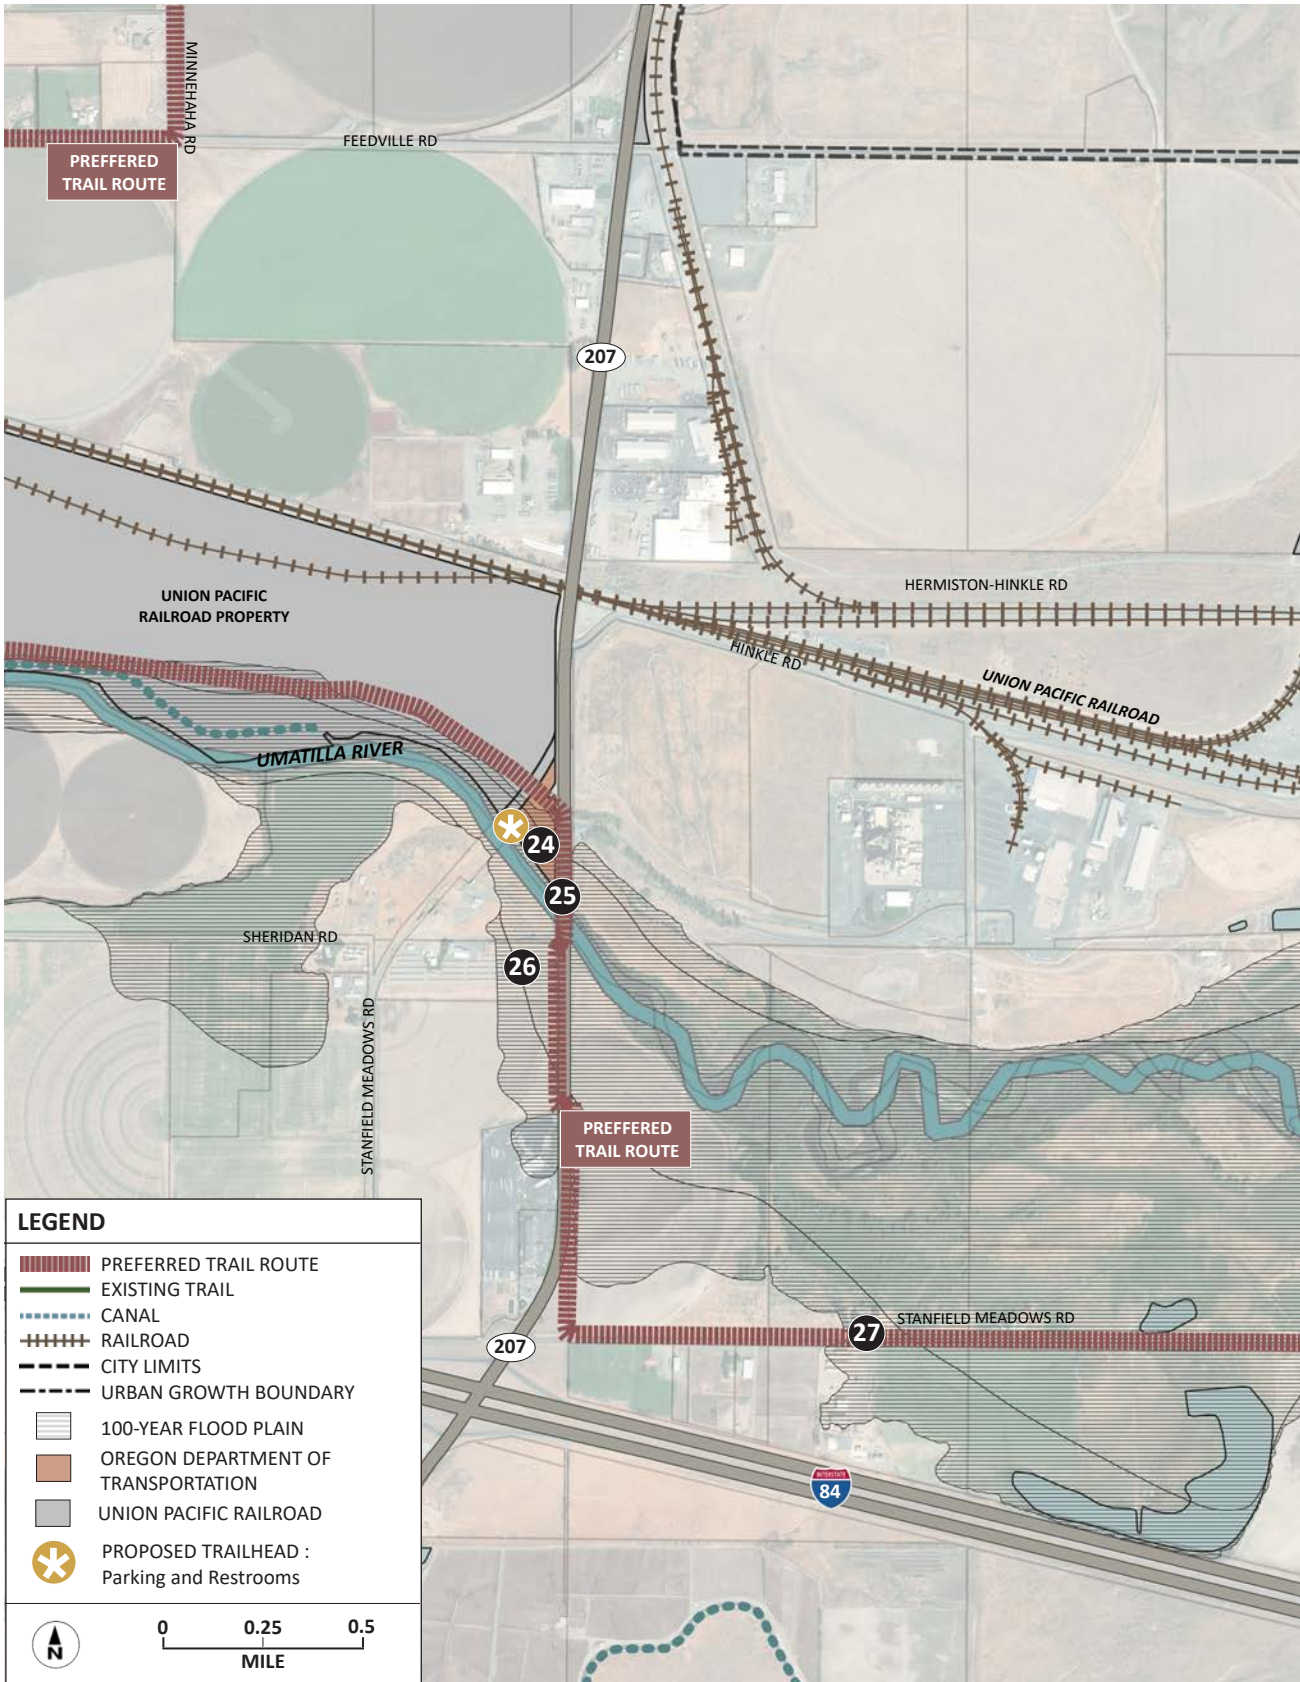 MINNEHAHA RD
FEEDVILLE RD
PREFFERED
TRAIL ROUTE
207
HERMISTON-HINKLE RD
UNION PACIFIC
RAILROAD PROPERTY
HINKLE RD
UNION PACIFIC RAILROAD
UMATILLA RIVER
24
25
SHERIDAN RD
26
STANFIELD MEADOWS RD
PREFFERED
TRAIL ROUTE
STANFIELD MEADOWS RD
27
207
INTERSTATE
84
LEGEND
PREFERRED TRAIL ROUTE
EXISTING TRAIL
CANAL
RAILROAD
CITY LIMITS
URBAN GROWTH BOUNDARY
100-YEAR FLOOD PLAIN
OREGON DEPARTMENT OF
TRANSPORTATION
UNION PACIFIC RAILROAD
PROPOSED TRAILHEAD :
Parking and Restrooms
N
0 0.25 0.5
MILE